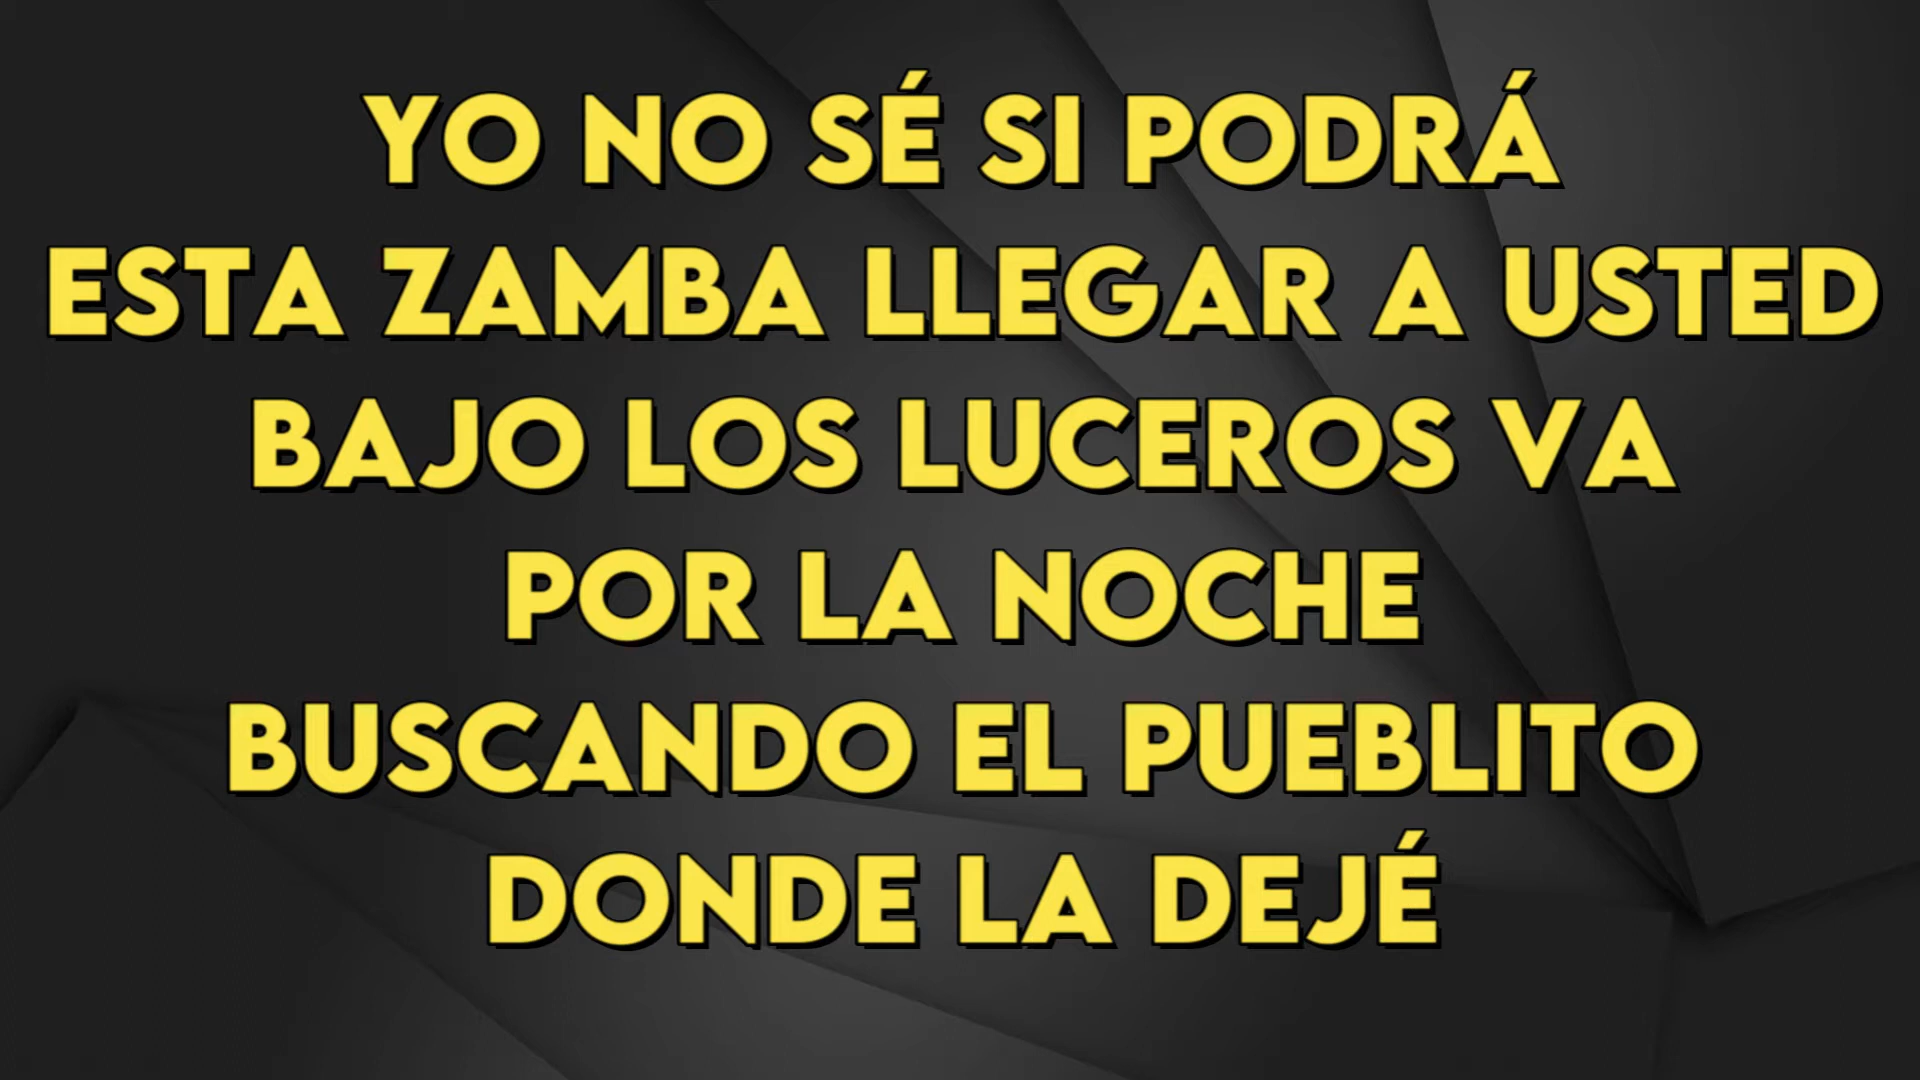 YO NO SÉ SI PODRÁ
ESTA ZAMBA LLEGAR A USTED
BAJO LOS LUCEROS VA
POR LA NOCHE
BUSCANDO EL PUEBLITO
DONDE LA DEJÉ